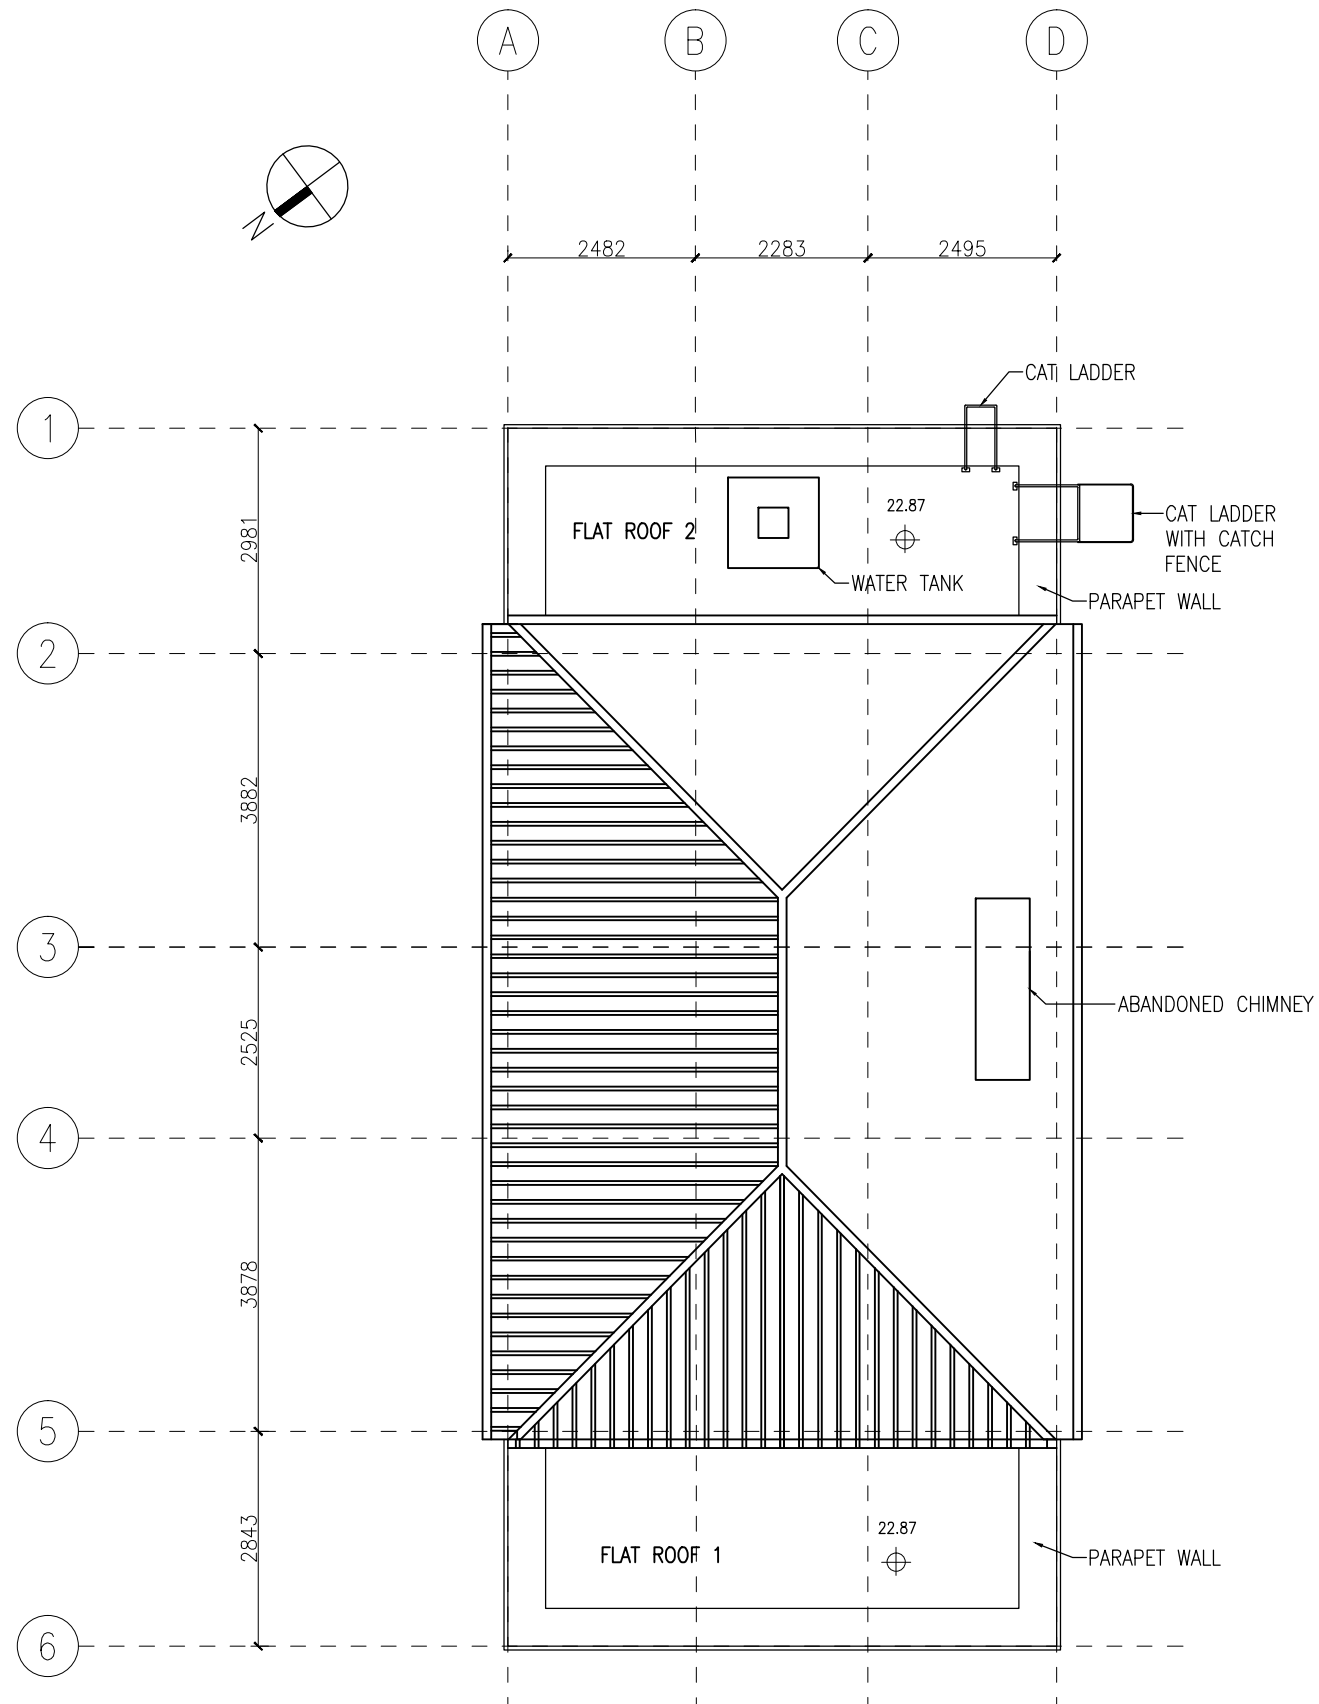 A
B
C
D
N
2482
2283
2495
CAT LADDER
1
22.87
FLAT ROOF 2
CAT LADDER
WITH CATCH
FENCE
2981
WATER TANK
PARAPET WALL
2
3882
3
ABANDONED CHIMNEY
2525
4
3878
5
22.87
2843
FLAT ROOF 1
PARAPET WALL
6